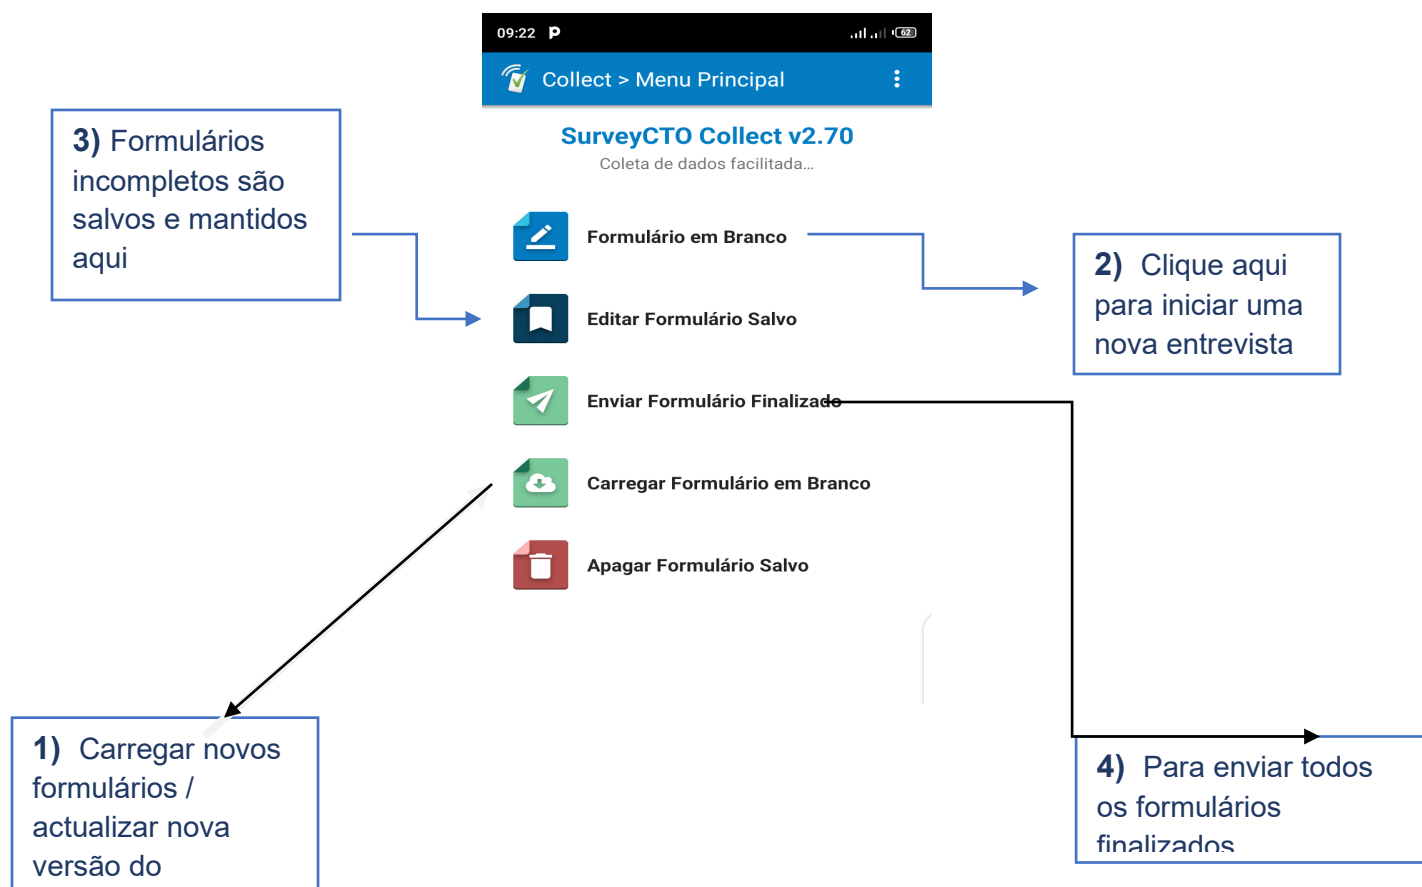 09:22
62
Collect > Menu Principal
SurveyCTO Collect v2.70
Coleta de dados facilitada...
3) Formulários
incompletos são
salvos e mantidos
aqui
Formulário em Branco
2) Clique aqui
para iniciar uma
nova entrevista
Editar Formulário Salvo
Enviar Formulário Finalizado
Carregar Formulário em Branco
Apagar Formulário Salvo
1) Carregar novos
formulários /
actualizar nova
versão do
4) Para enviar todos
os formulários
finalizados